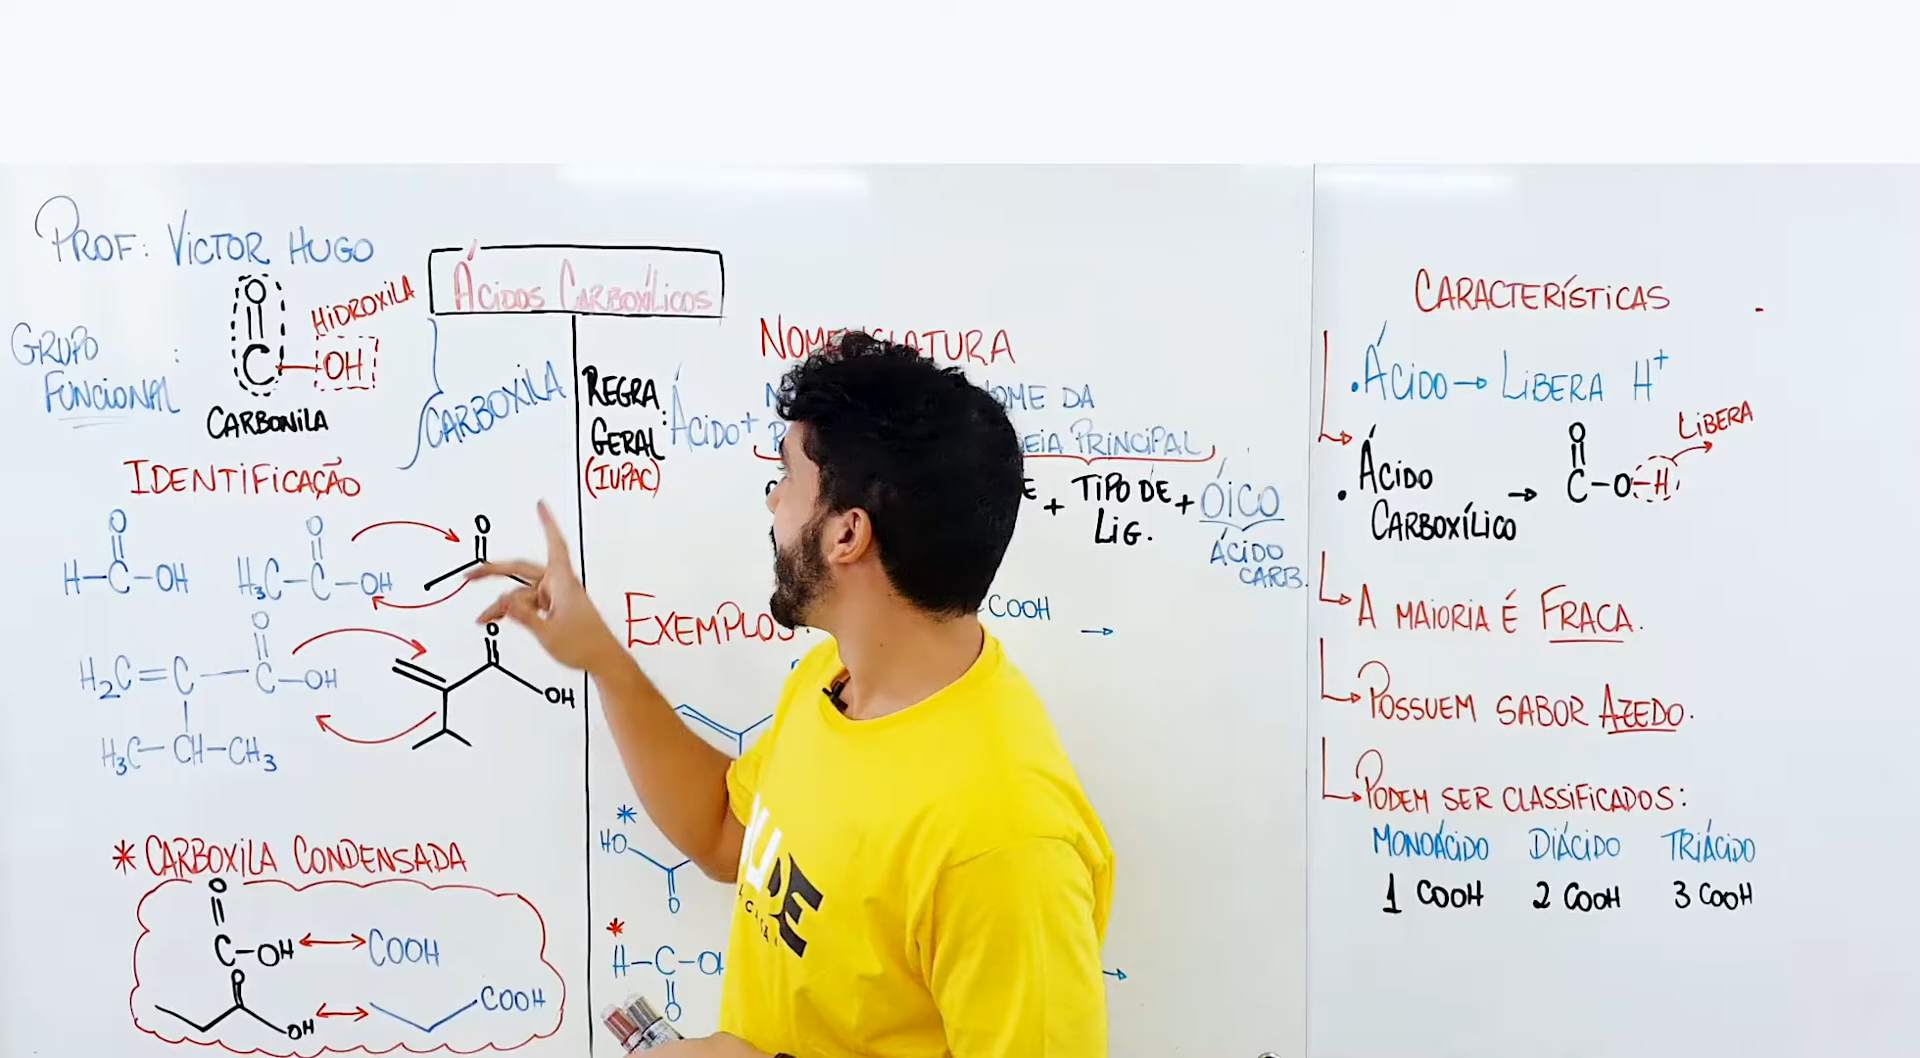 PROF: VICTOR HUGO
GRUPO
FUNCIONAL :
O
C
OH
HIDROXILA
CARBONILA
CARBOXILA
ÁCIDOS CARBOXÍLICOS
IDENTIFICAÇÃO
O
H-C-OH
O
H₃C-C-OH
O
O
H₂C=C-C-OH
H₃C-CH-CH₃
O
OH
* CARBOXILA CONDENSADA
O
C-OH ↔ COOH
O
OH ↔ COOH
NOMENCLATURA
REGRA
GERAL :
(IUPAC)
ÁCIDO +
NOME DA
PRINCIPAL
+ TIPO DE
LIG.
+ ÓICO
ÁCIDO
CARB.
EXEMPLOS:
COOH →
*
HO
O
*
H-C-OH
O
CARACTERÍSTICAS
. ÁCIDO → LIBERA H⁺
. ÁCIDO
CARBOXÍLICO →
O
C-O-H
LIBERA
A MAIORIA É FRACA.
POSSUEM SABOR AZEDO.
PODEM SER CLASSIFICADOS:
MONOÁCIDO DIÁCIDO TRIÁCIDO
1 COOH 2 COOH 3 COOH